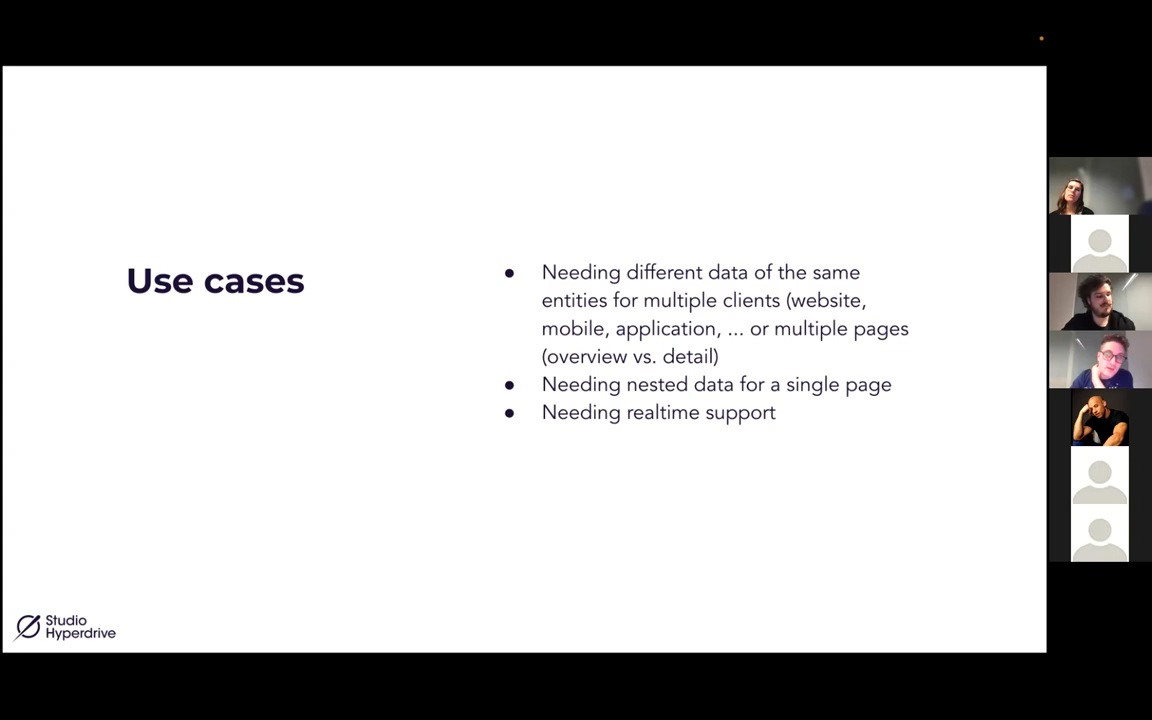 Use cases
● Needing different data of the same
entities for multiple clients (website,
mobile, application, ... or multiple pages
(overview vs. detail)
● Needing nested data for a single page
● Needing realtime support
Studio
Hyperdrive